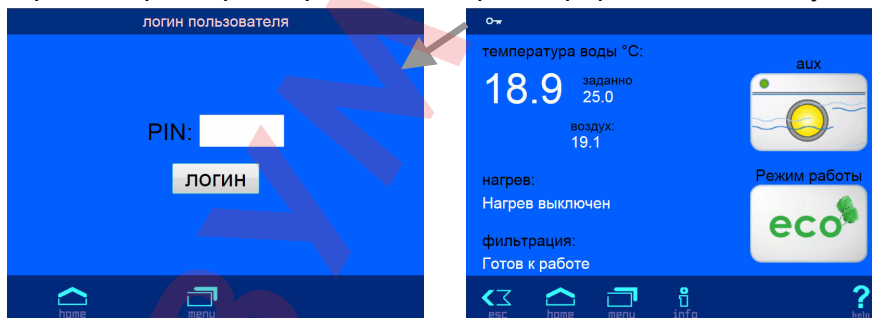 логин пользователя
PIN:
ЛОГИН
home
menu
температура воды °C:
18.9
заданно
25.0
воздух:
19.1
aux
нагрев:
Нагрев выключен
Режим работы
eco
фильтрация:
Готов к работе
esc
home
menu
info
?
help